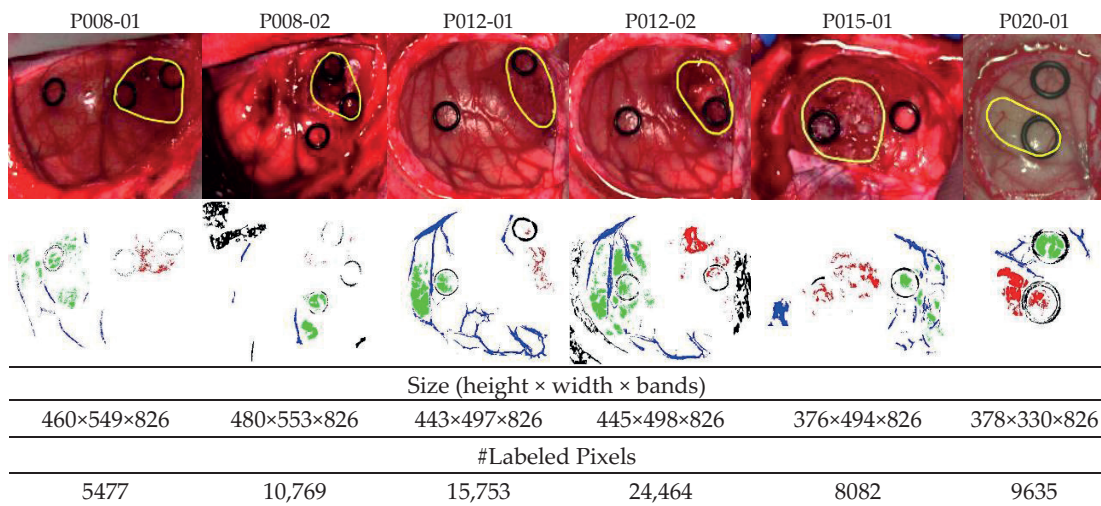 P008-01 P008-02 P012-01 P012-02 P015-01 P020-01
Size (height × width × bands)
460×549×826 480×553×826 443×497×826 445×498×826 376×494×826 378×330×826
#Labeled Pixels
5477 10,769 15,753 24,464 8082 9635